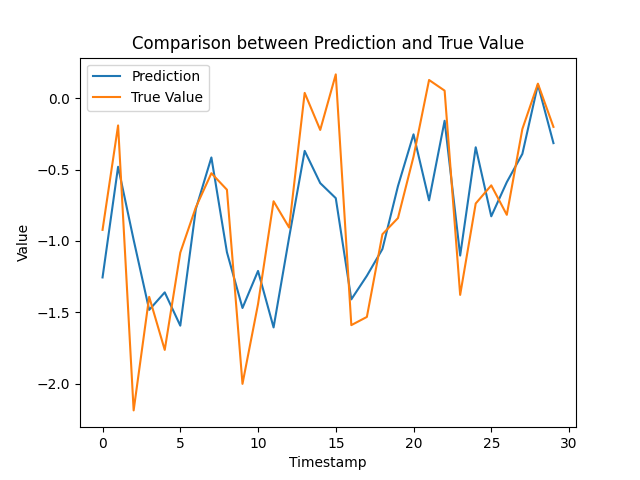 Comparison between Prediction and True Value
Prediction
True Value
0.0
−0.5
−1.0
−1.5
−2.0
Value
0 5 10 15 20 25 30
Timestamp